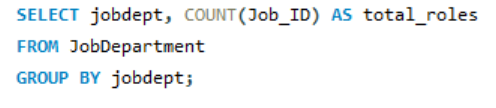 SELECT jobdept, COUNT(Job_ID) AS total_roles
FROM JobDepartment
GROUP BY jobdept;